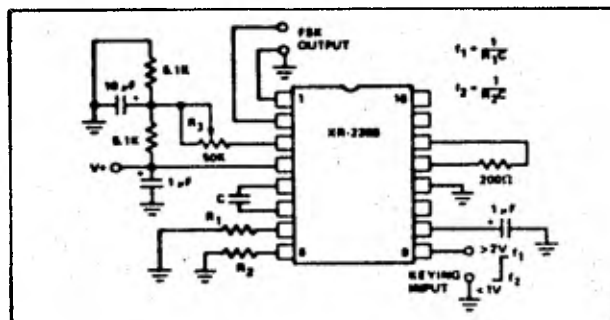 FSK
OUTPUT
f₁ = 1/R₁C
f₂ = 1/R₂C
5.1K
10 μF
+
R₃
5.1K
50K
V+
+
1 μF
C
R₁
R₂
1
16
XR-2206
8
9
200Ω
1 μF
+
>2V
f₁
KEYING
INPUT
<1V
f₂